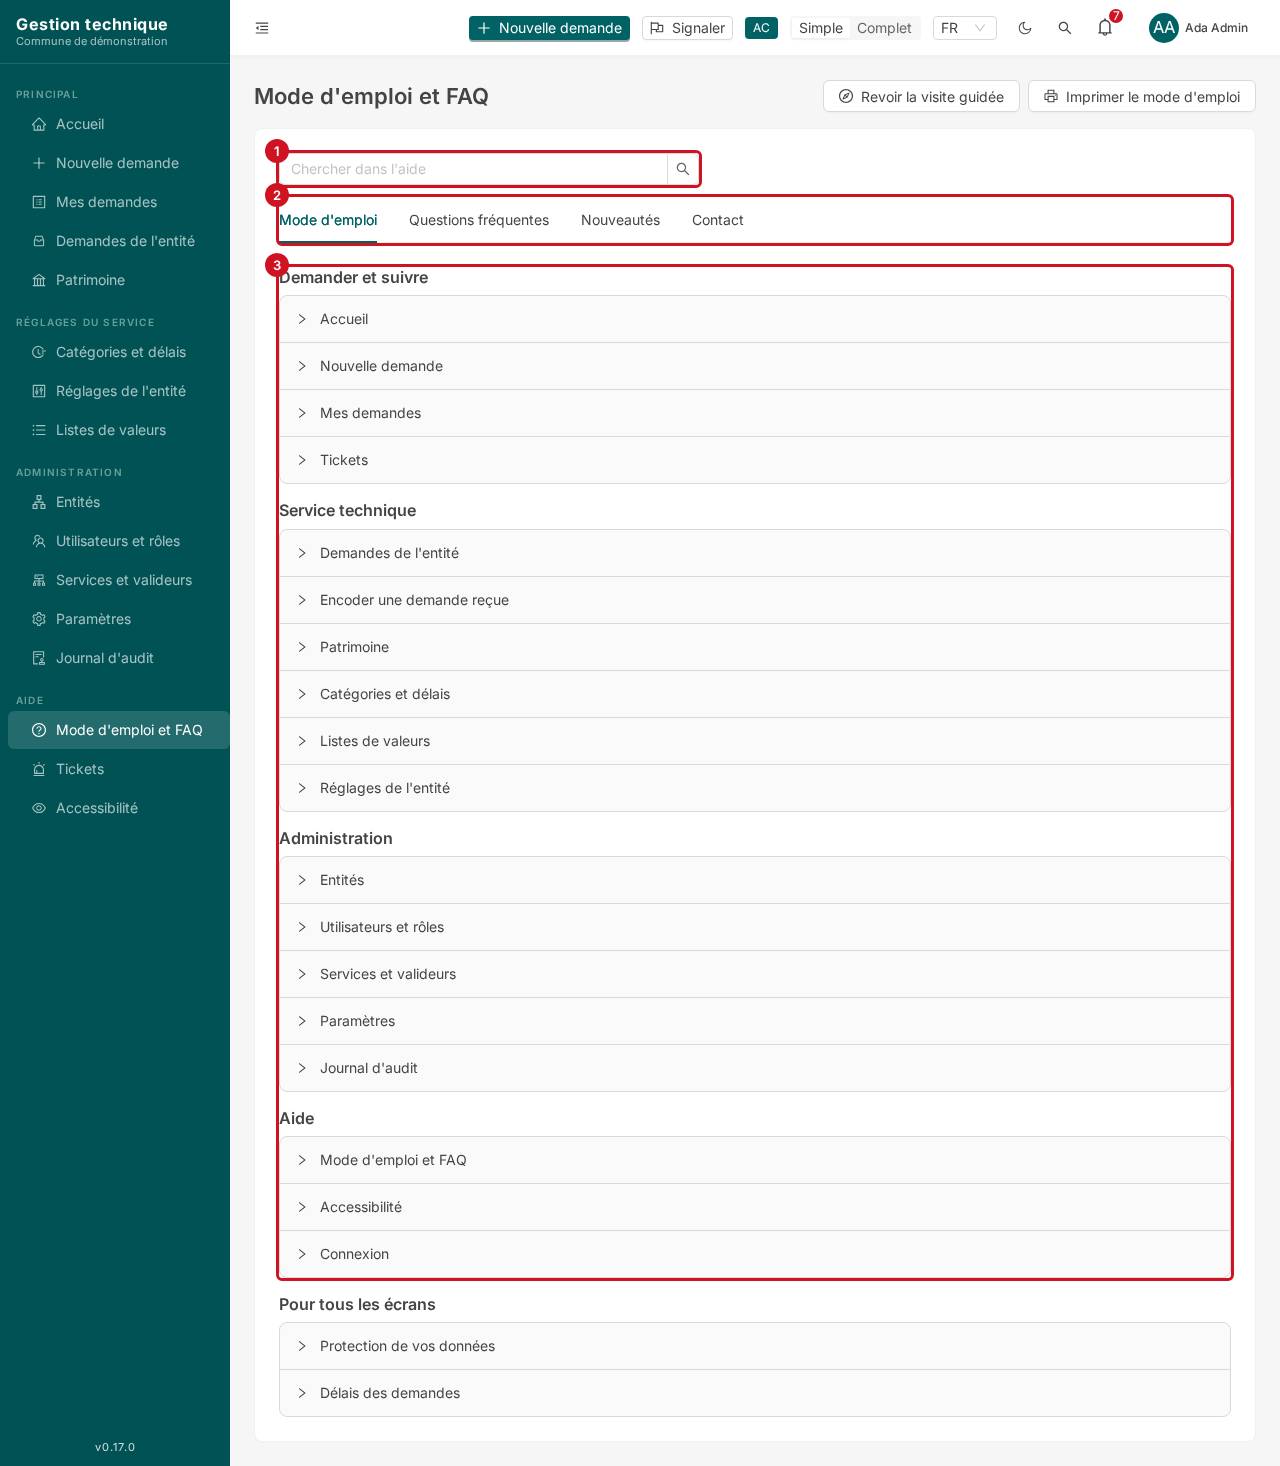 Gestion technique
Commune de démonstration
PRINCIPAL
Accueil
Nouvelle demande
Mes demandes
Demandes de l'entité
Patrimoine
RÉGLAGES DU SERVICE
Catégories et délais
Réglages de l'entité
Listes de valeurs
ADMINISTRATION
Entités
Utilisateurs et rôles
Services et valideurs
Paramètres
Journal d'audit
AIDE
Mode d'emploi et FAQ
Tickets
Accessibilité
v0.17.0
Nouvelle demande
Signaler
AC
Simple
Complet
FR
7
AA
Ada Admin
Mode d'emploi et FAQ
Revoir la visite guidée
Imprimer le mode d'emploi
1
Chercher dans l'aide
2
Mode d'emploi
Questions fréquentes
Nouveautés
Contact
3
Demander et suivre
Accueil
Nouvelle demande
Mes demandes
Tickets
Service technique
Demandes de l'entité
Encoder une demande reçue
Patrimoine
Catégories et délais
Listes de valeurs
Réglages de l'entité
Administration
Entités
Utilisateurs et rôles
Services et valideurs
Paramètres
Journal d'audit
Aide
Mode d'emploi et FAQ
Accessibilité
Connexion
Pour tous les écrans
Protection de vos données
Délais des demandes